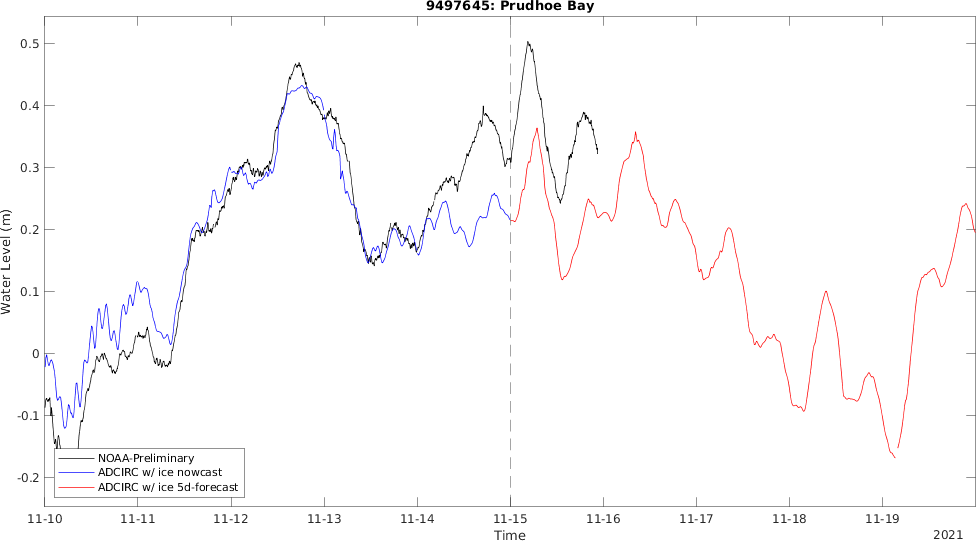 9497645: Prudhoe Bay
Water Level (m)
0.5
0.4
0.3
0.2
0.1
0
-0.1
-0.2
NOAA-Preliminary
ADCIRC w/ ice nowcast
ADCIRC w/ ice 5d-forecast
11-10 11-11 11-12 11-13 11-14 11-15 11-16 11-17 11-18 11-19
Time
2021